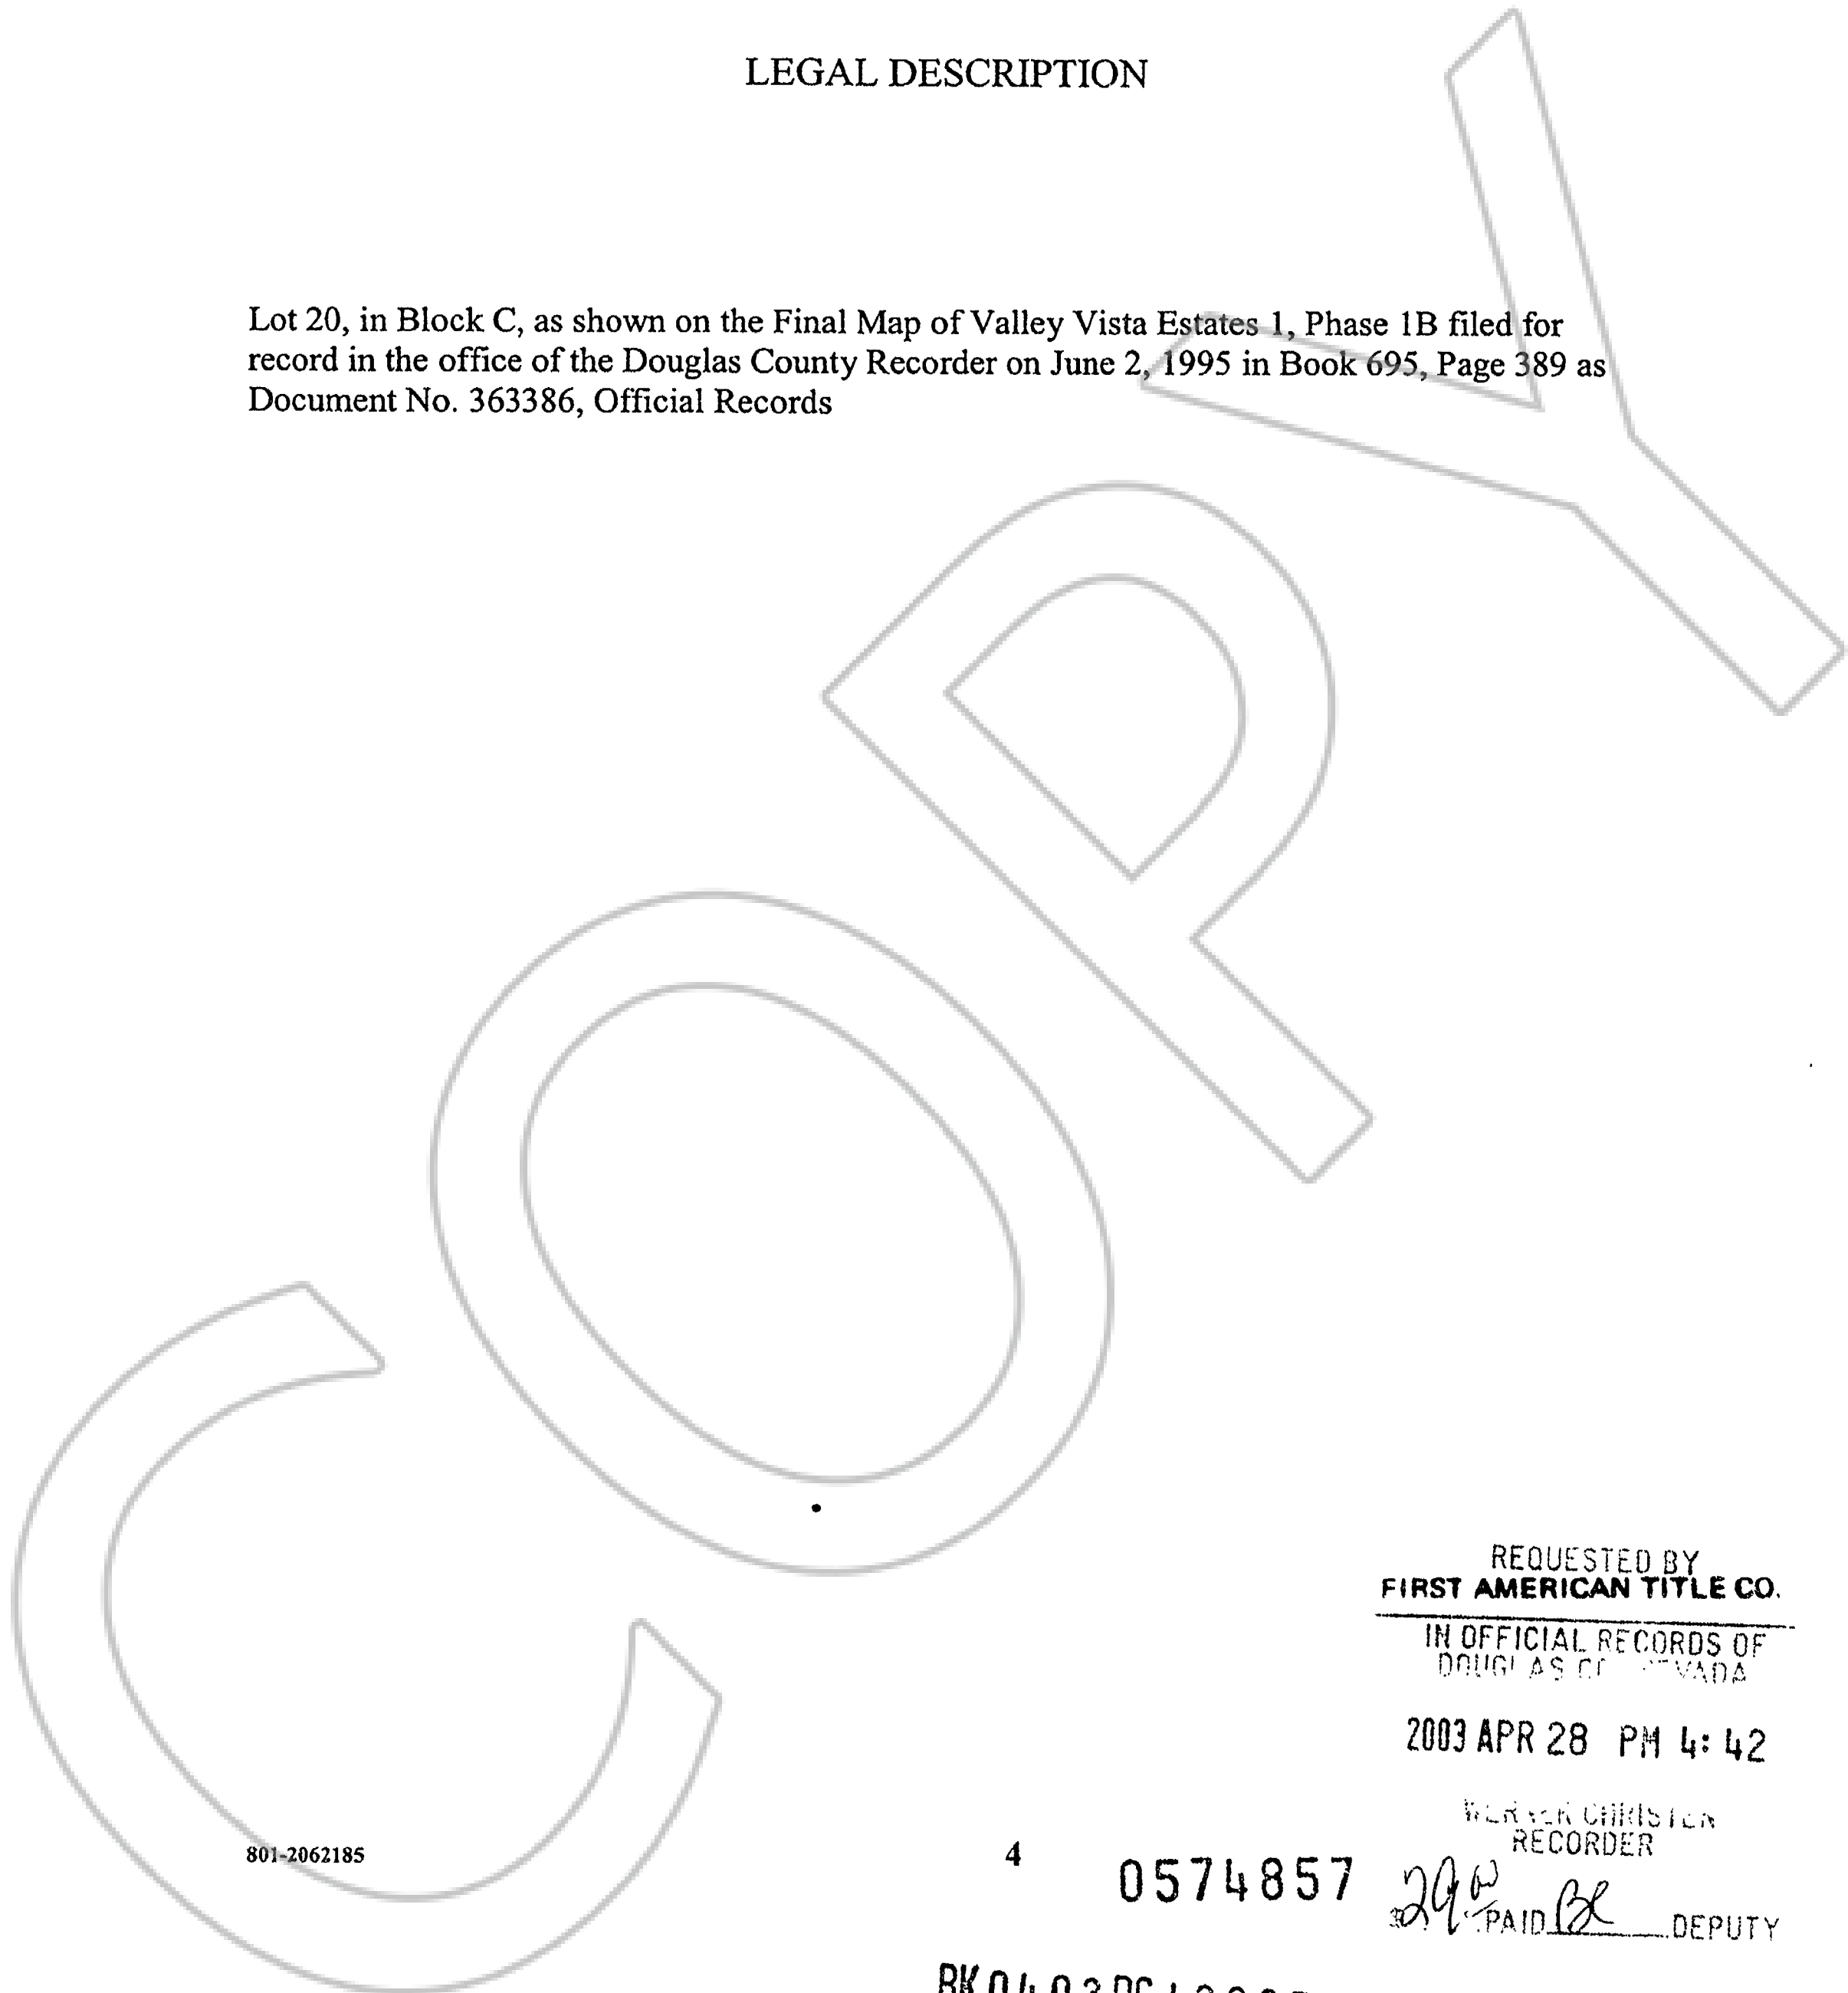 LEGAL DESCRIPTION
Lot 20, in Block C, as shown on the Final Map of Valley Vista Estates 1, Phase 1B filed for
record in the office of the Douglas County Recorder on June 2, 1995 in Book 695, Page 389 as
Document No. 363386, Official Records
COPY
REQUESTED BY
FIRST AMERICAN TITLE CO.
IN OFFICIAL RECORDS OF
DOUGLAS
2003 APR 28 PM 4:42
RECORDER
801-2062185
4
0574857
PAID BC DEPUTY